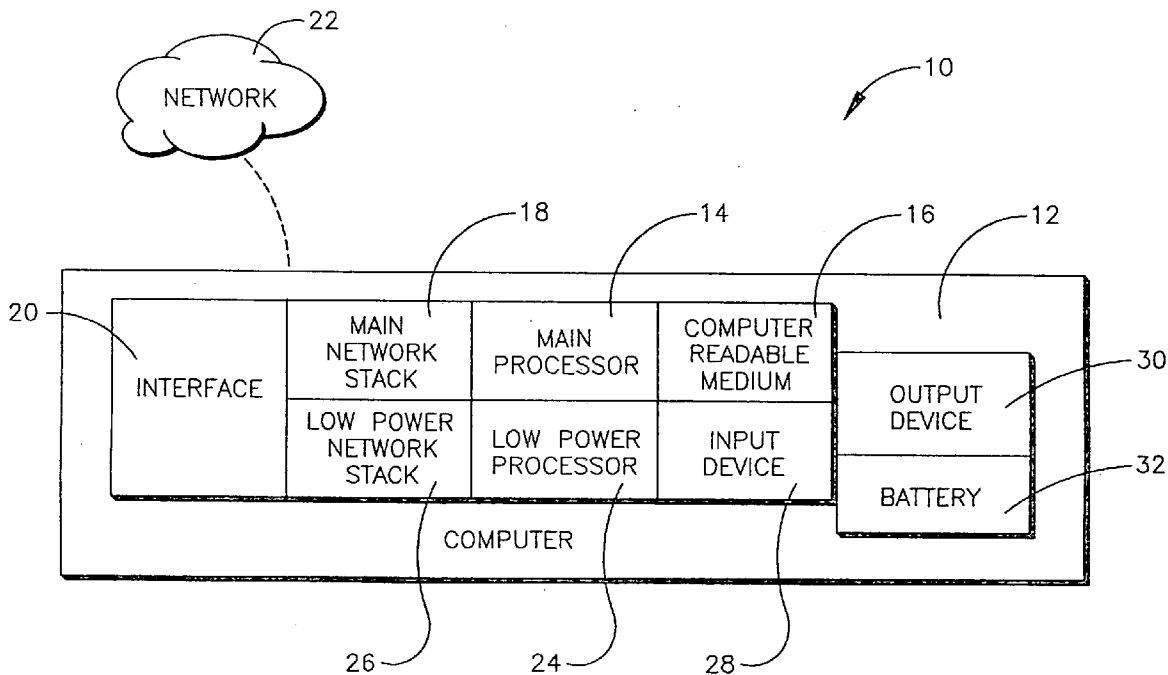 22
NETWORK
10
18
14
16
12
20
INTERFACE
MAIN
NETWORK
STACK
MAIN
PROCESSOR
COMPUTER
READABLE
MEDIUM
LOW POWER
NETWORK
STACK
LOW POWER
PROCESSOR
INPUT
DEVICE
OUTPUT
DEVICE
30
BATTERY
32
COMPUTER
26
24
28